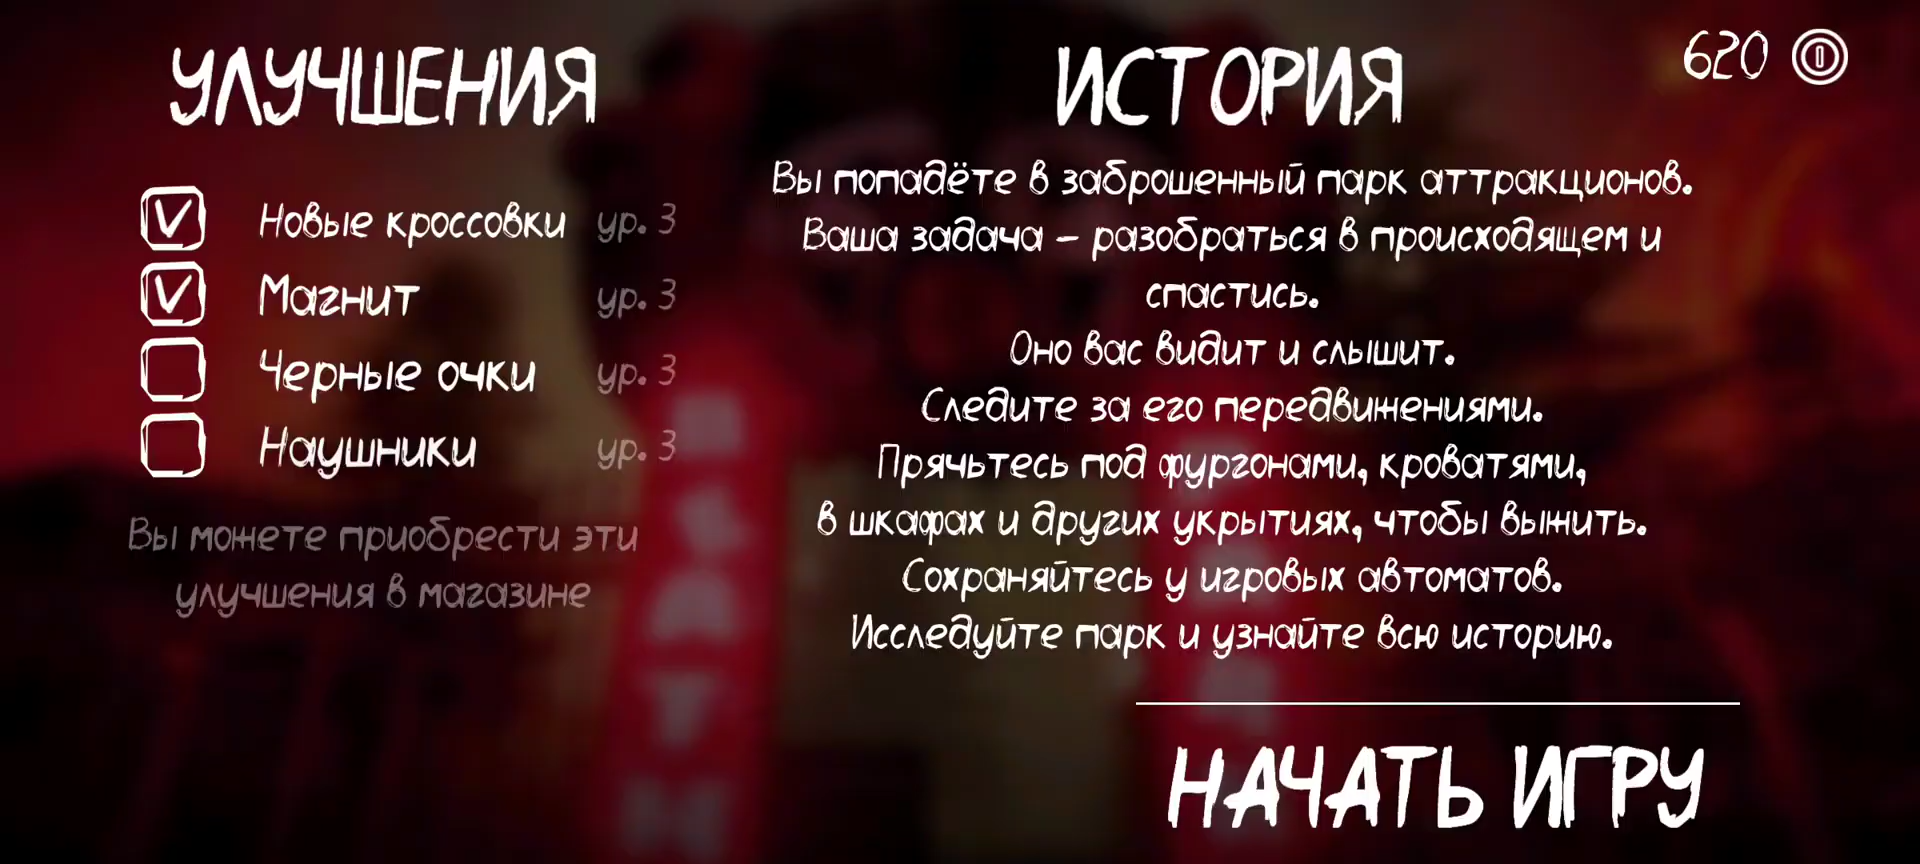 УЛУЧШЕНИЯ
Новые кроссовки ур. 3
Магнит ур. 3
Черные очки ур. 3
Наушники ур. 3
Вы можете приобрести эти
улучшения в магазине
ИСТОРИЯ
620
Вы попадёте в заброшенный парк аттракционов.
Ваша задача – разобраться в происходящем и
спастись.
Оно вас видит и слышит.
Следите за его передвижениями.
Прячьтесь под фургонами, кроватями,
в шкафах и других укрытиях, чтобы выжить.
Сохраняйтесь у игровых автоматов.
Исследуйте парк и узнайте всю историю.
НАЧАТЬ ИГРУ